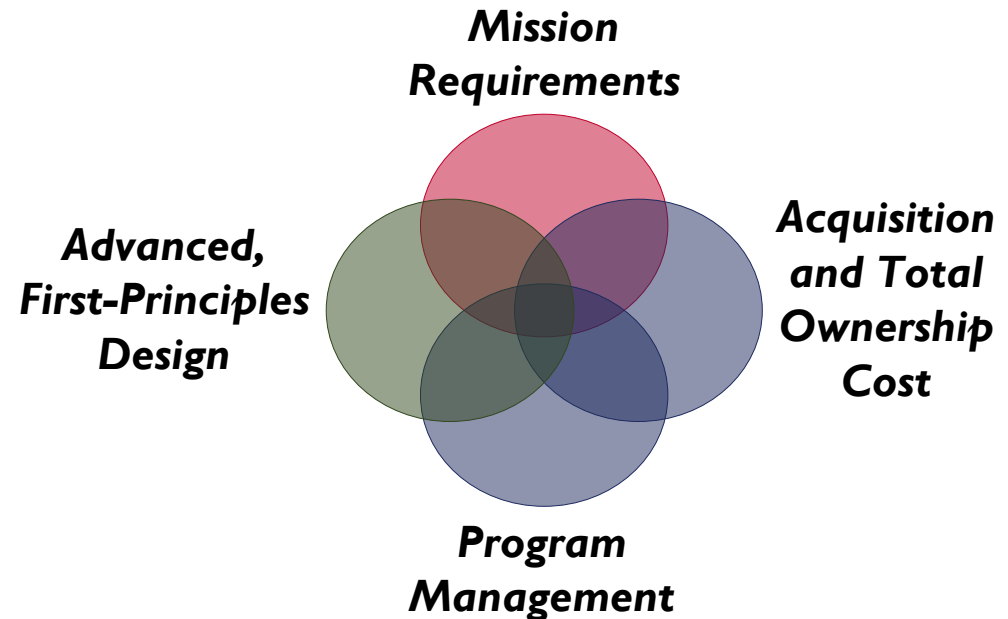 Mission
Requirements
Advanced,
First-Principles
Design
Acquisition
and Total
Ownership
Cost
Program
Management